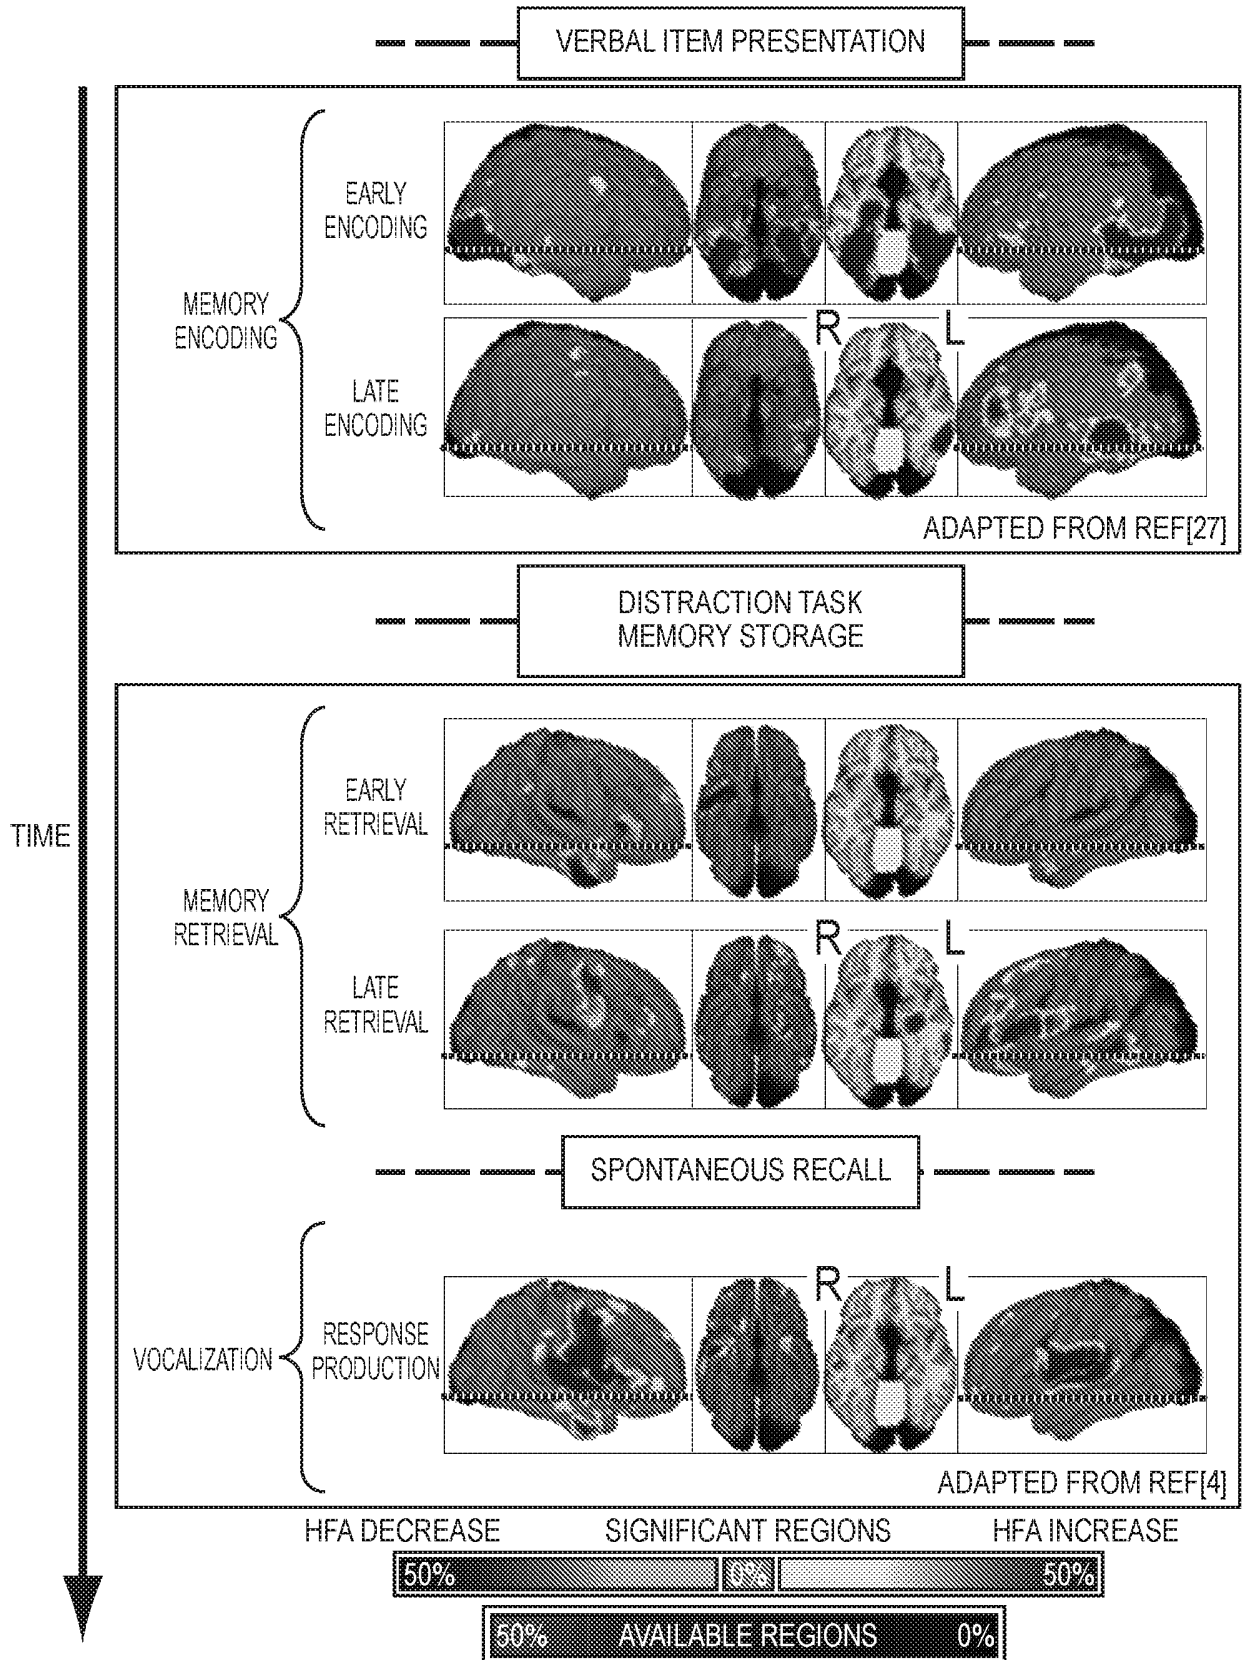 VERBAL ITEM PRESENTATION
EARLY
ENCODING
MEMORY
ENCODING
R L
LATE
ENCODING
ADAPTED FROM REF[27]
DISTRACTION TASK
MEMORY STORAGE
EARLY
RETRIEVAL
TIME
MEMORY
RETRIEVAL
R L
LATE
RETRIEVAL
SPONTANEOUS RECALL
R L
VOCALIZATION
RESPONSE
PRODUCTION
ADAPTED FROM REF[4]
HFA DECREASE SIGNIFICANT REGIONS HFA INCREASE
50% 0% 50%
50% AVAILABLE REGIONS 0%